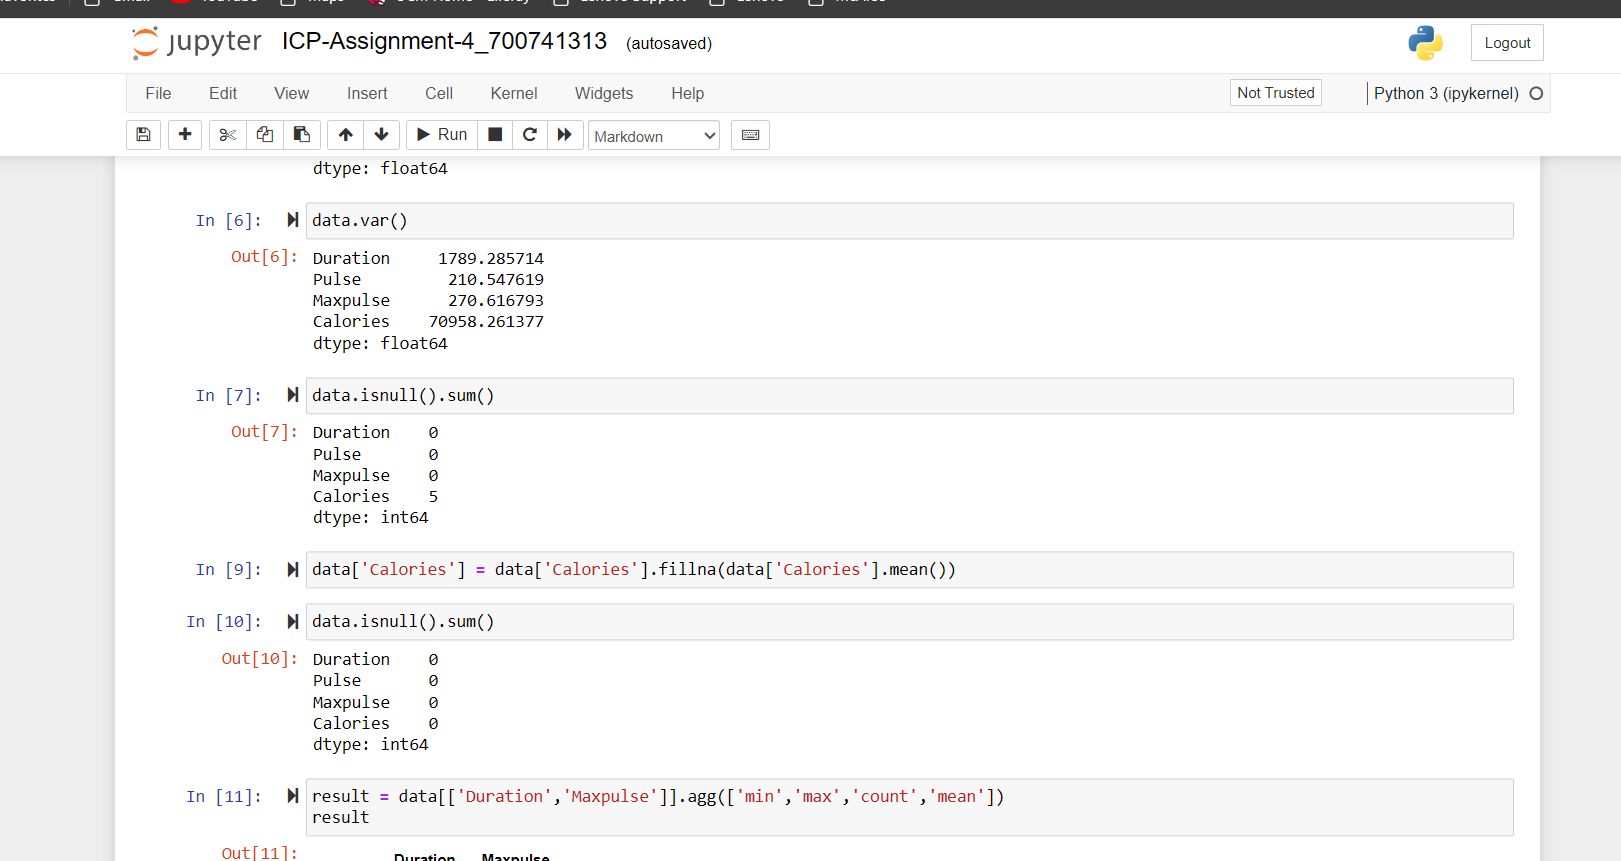 jupyter ICP-Assignment-4_700741313 (autosaved) Logout
File Edit View Insert Cell Kernel Widgets Help Not Trusted Python 3 (ipykernel)
Run Markdown
dtype: float64
In [6]: data.var()
Out[6]: Duration 1789.285714
Pulse 210.547619
Maxpulse 270.616793
Calories 70958.261377
dtype: float64
In [7]: data.isnull().sum()
Out[7]: Duration 0
Pulse 0
Maxpulse 0
Calories 5
dtype: int64
In [9]: data['Calories'] = data['Calories'].fillna(data['Calories'].mean())
In [10]: data.isnull().sum()
Out[10]: Duration 0
Pulse 0
Maxpulse 0
Calories 0
dtype: int64
In [11]: result = data[['Duration','Maxpulse']].agg(['min','max','count','mean'])
result
Out[11]: Duration Maxpulse